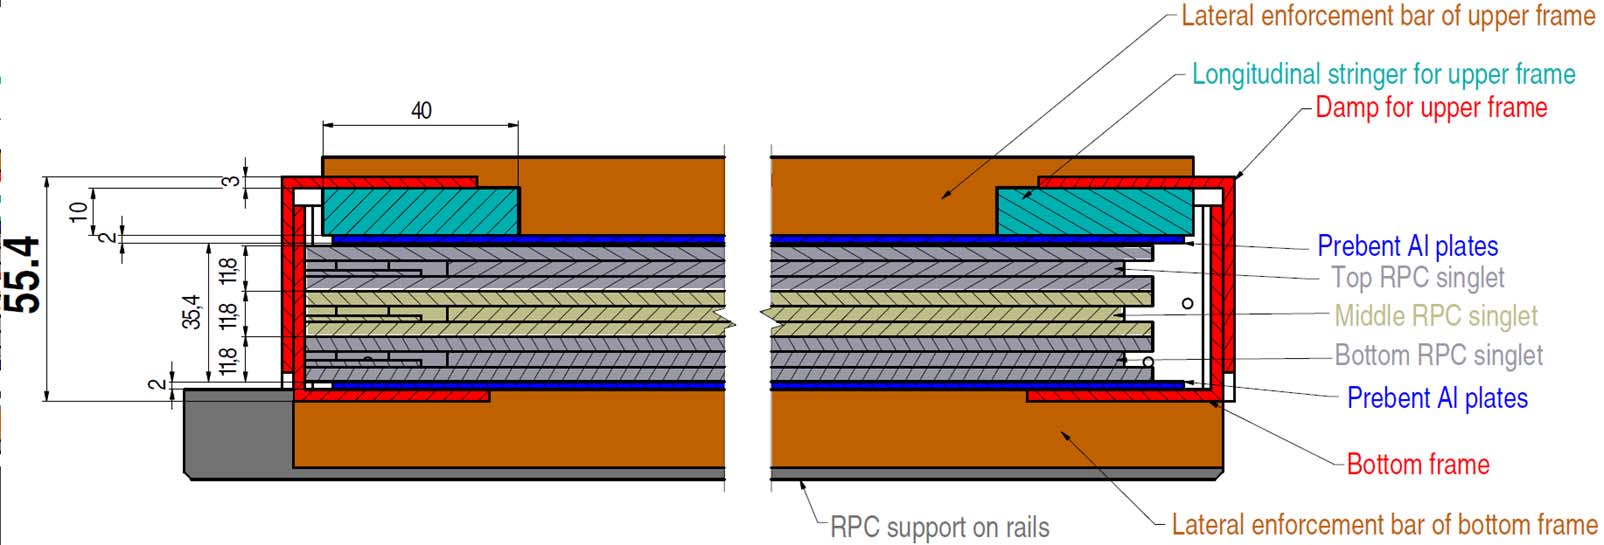 Lateral enforcement bar of upper frame
Longitudinal stringer for upper frame
Damp for upper frame
40
3
10
2
55.4
35,4
11,8
11,8
11,8
2
Prebent Al plates
Top RPC singlet
Middle RPC singlet
Bottom RPC singlet
Prebent Al plates
Bottom frame
RPC support on rails
Lateral enforcement bar of bottom frame